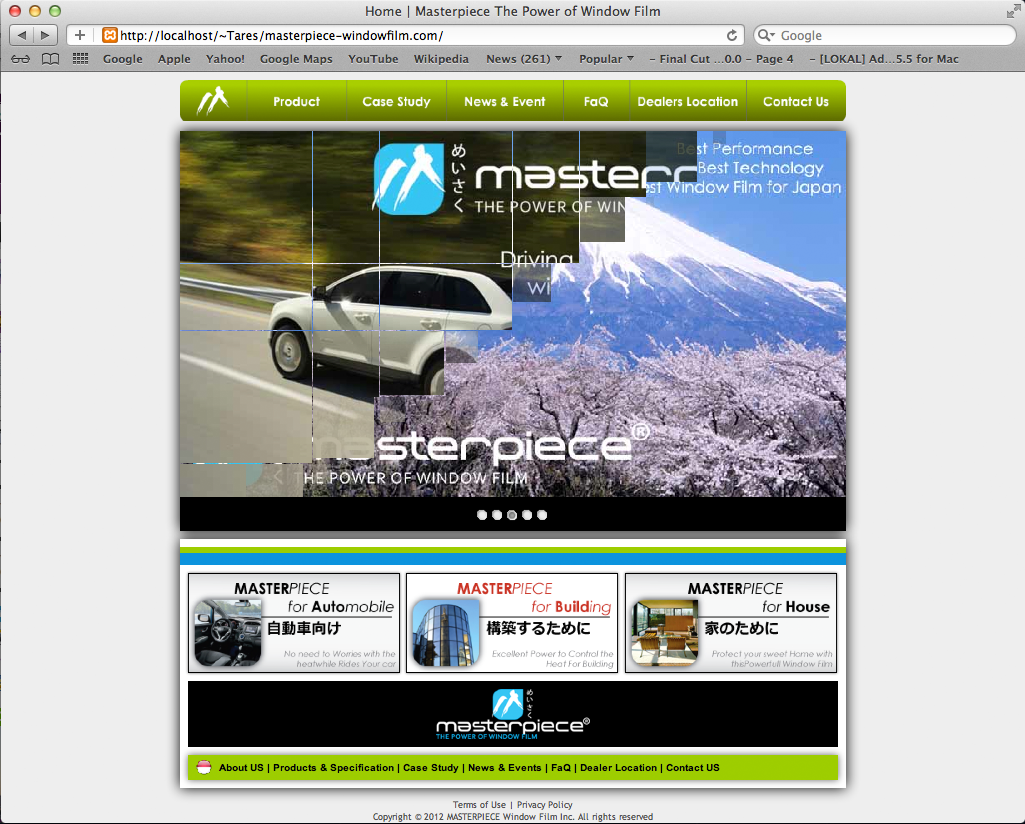 Home | Masterpiece The Power of Window Film
http://localhost/~Tares/masterpiece-windowfilm.com/
Google
Google Apple Yahoo! Google Maps YouTube Wikipedia News (261) Popular - Final Cut ...0.0 - Page 4 - [LOKAL] Ad...5.5 for Mac
Product Case Study News & Event FaQ Dealers Location Contact Us
めいさく
master
THE POWER OF WIN
Best Performance
Best Technology
est Window Film for Japan
Driving
wi
masterpiece®
THE POWER OF WINDOW FILM
MASTERPIECE
for Automobile
自動車向け
No need to Worries with the
heatwhile Rides Your car
MASTERPIECE
for Building
構築するために
Excellent Power to Control the
Heat For Building
MASTERPIECE
for House
家のために
Protect your sweet Home with
thisPowerfull Window Film
めいさく
masterpiece®
THE POWER OF WINDOW FILM
About US | Products & Specification | Case Study | News & Events | FaQ | Dealer Location | Contact US
Terms of Use | Privacy Policy
Copyright © 2012 MASTERPIECE Window Film Inc. All rights reserved